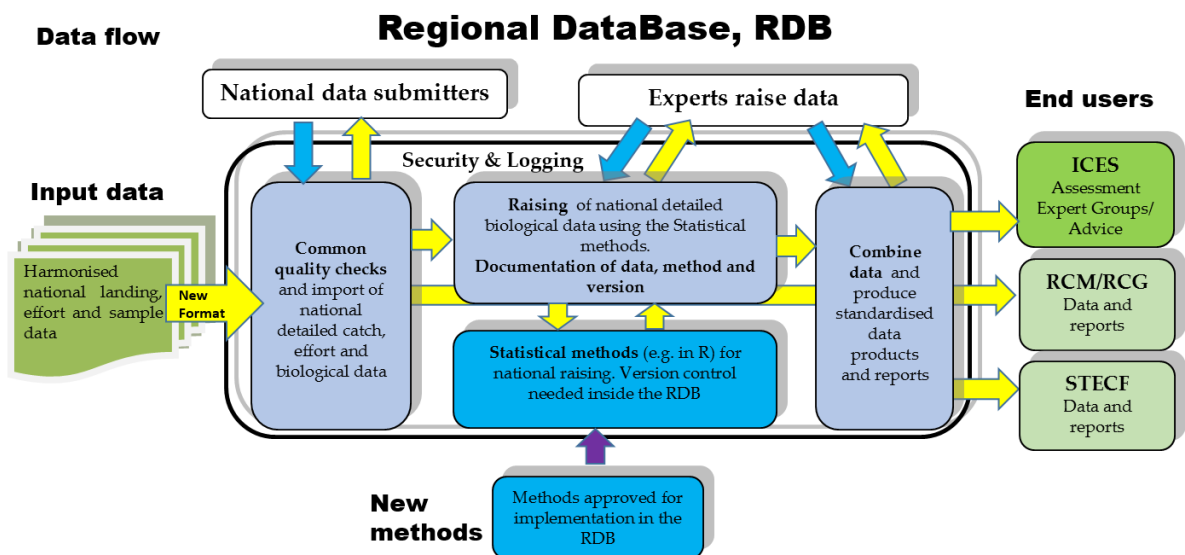 Data flow
Regional DataBase, RDB
National data submitters
Experts raise data
End users
Security & Logging
Input data
Harmonised
national landing,
effort and sample
data
New
Format
Common
quality checks
and import of
national
detailed catch,
effort and
biological data
Raising of national detailed
biological data using the Statistical
methods.
Documentation of data, method and
version
Statistical methods (e.g. in R) for
national raising. Version control
needed inside the RDB
Combine
data and
produce
standardised
data
products
and reports
ICES
Assessment
Expert Groups/
Advice
RCM/RCG
Data and
reports
STECF
Data and
reports
New
methods
Methods approved for
implementation in the
RDB